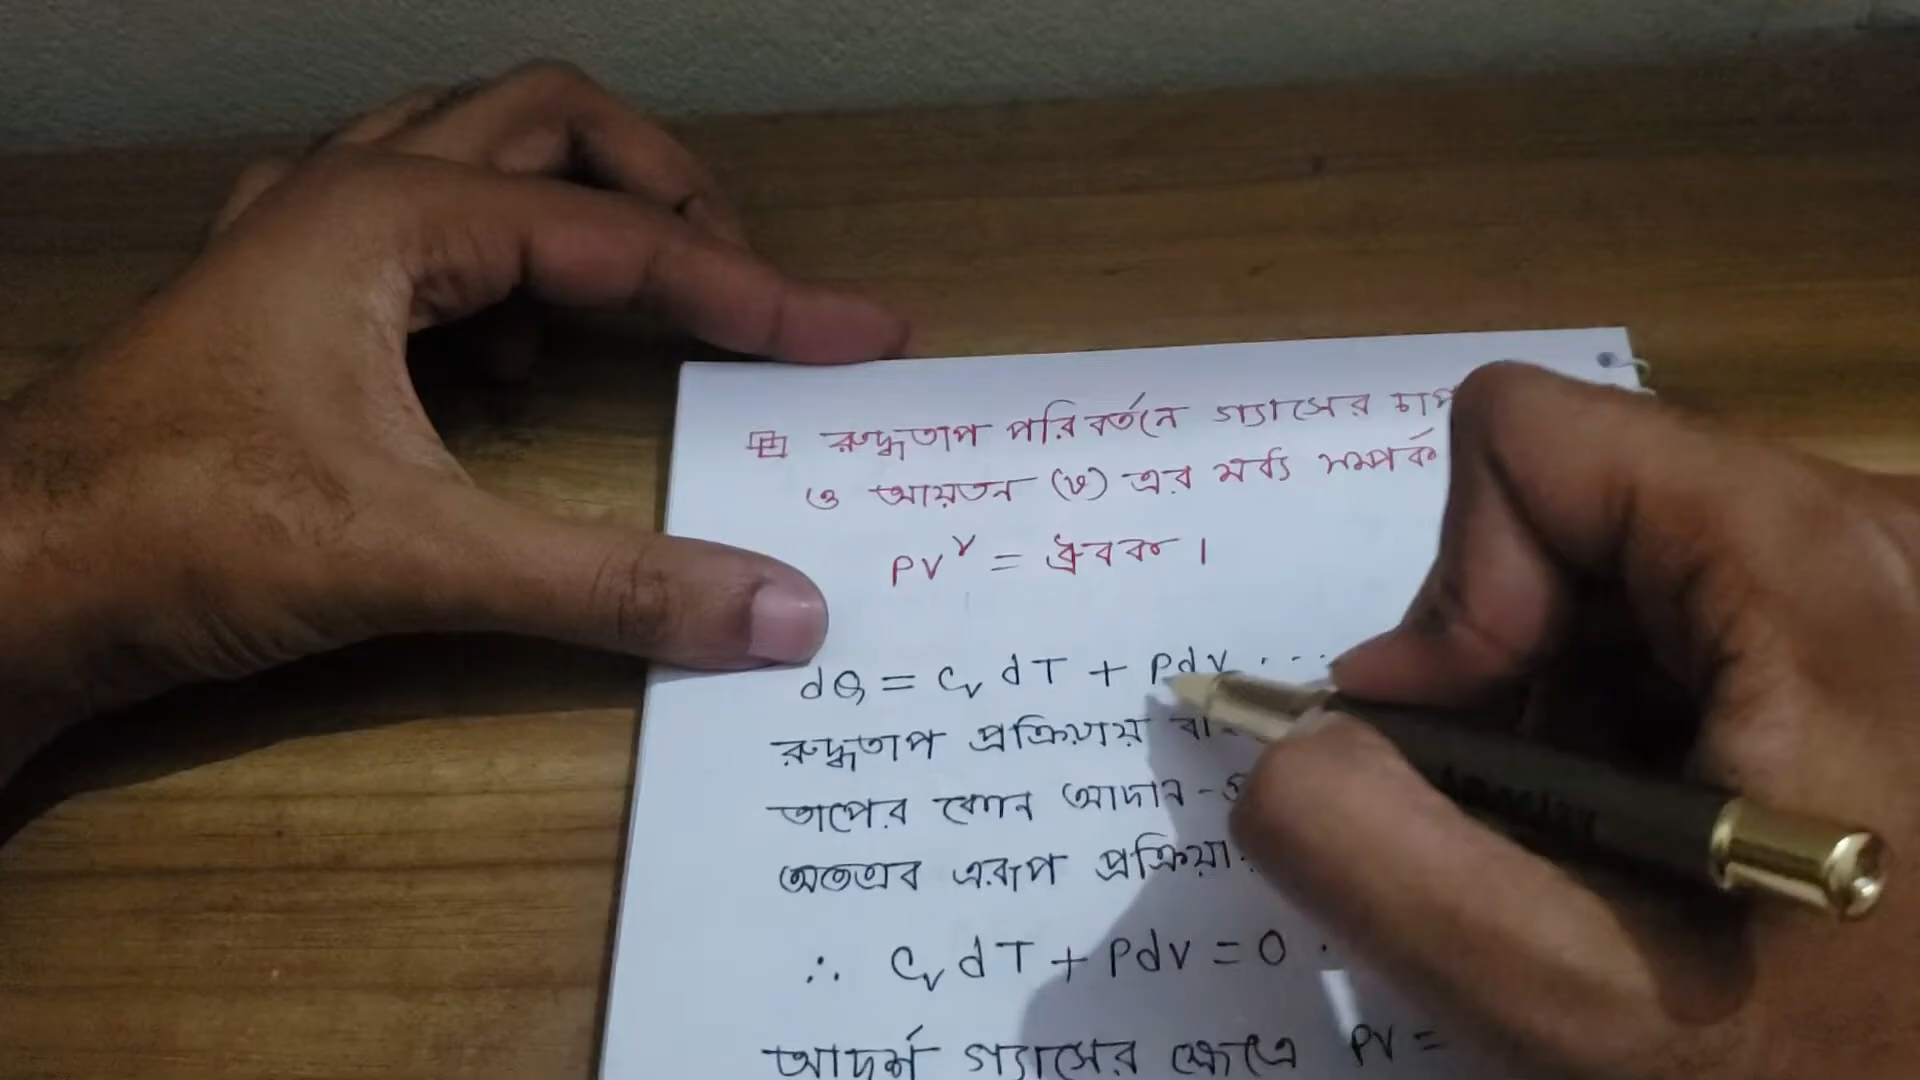 রুদ্ধতাপ পরিবর্তনে গ্যাসের চাপ
ও আয়তন (v) এর মধ্য সম্পর্ক
PV^γ = ধ্রুবক।
dQ = C_v dT + PdV ...
রুদ্ধতাপ প্রক্রিয়ায়
তাপের কোন আদান-
অতএব এরূপ প্রক্রিয়া
∴ C_v dT + PdV = 0 .
আদর্শ গ্যাসের ক্ষেত্রে PV =